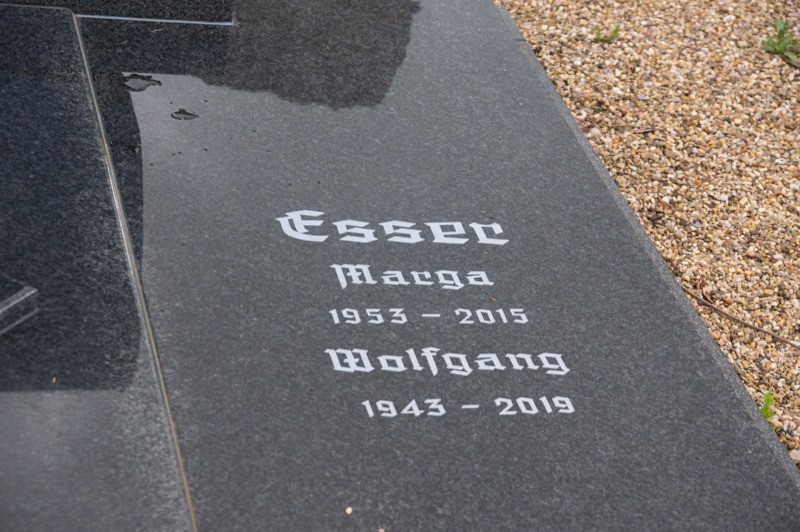 Esser
Marga
1953 – 2015
Wolfgang
1943 – 2019